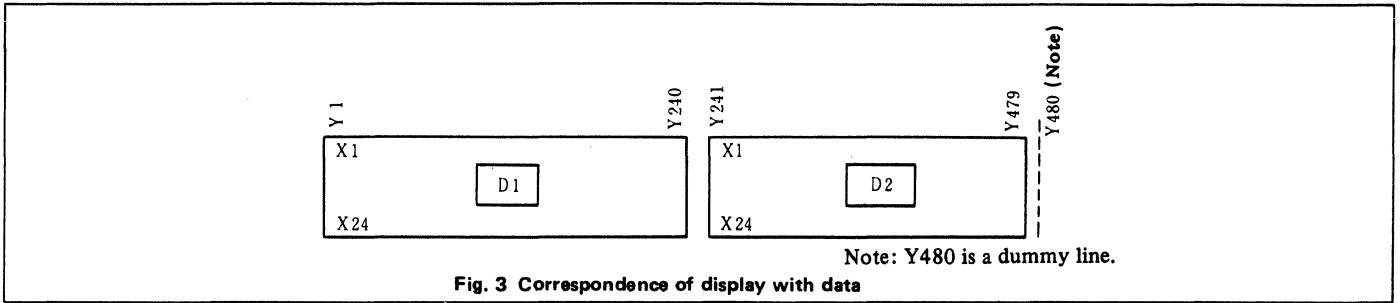 Y 1
Y240
Y241
Y479
Y480 (Note)
X1
D1
X24
X1
D2
X24
Note: Y480 is a dummy line.
Fig. 3 Correspondence of display with data